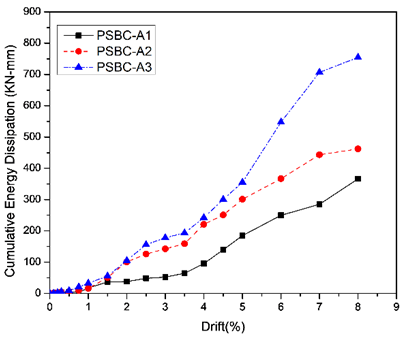 PSBC-A1
PSBC-A2
PSBC-A3
Cumulative Energy Dissipation (KN-mm)
900
800
700
600
500
400
300
200
100
0
0 1 2 3 4 5 6 7 8 9
Drift(%)